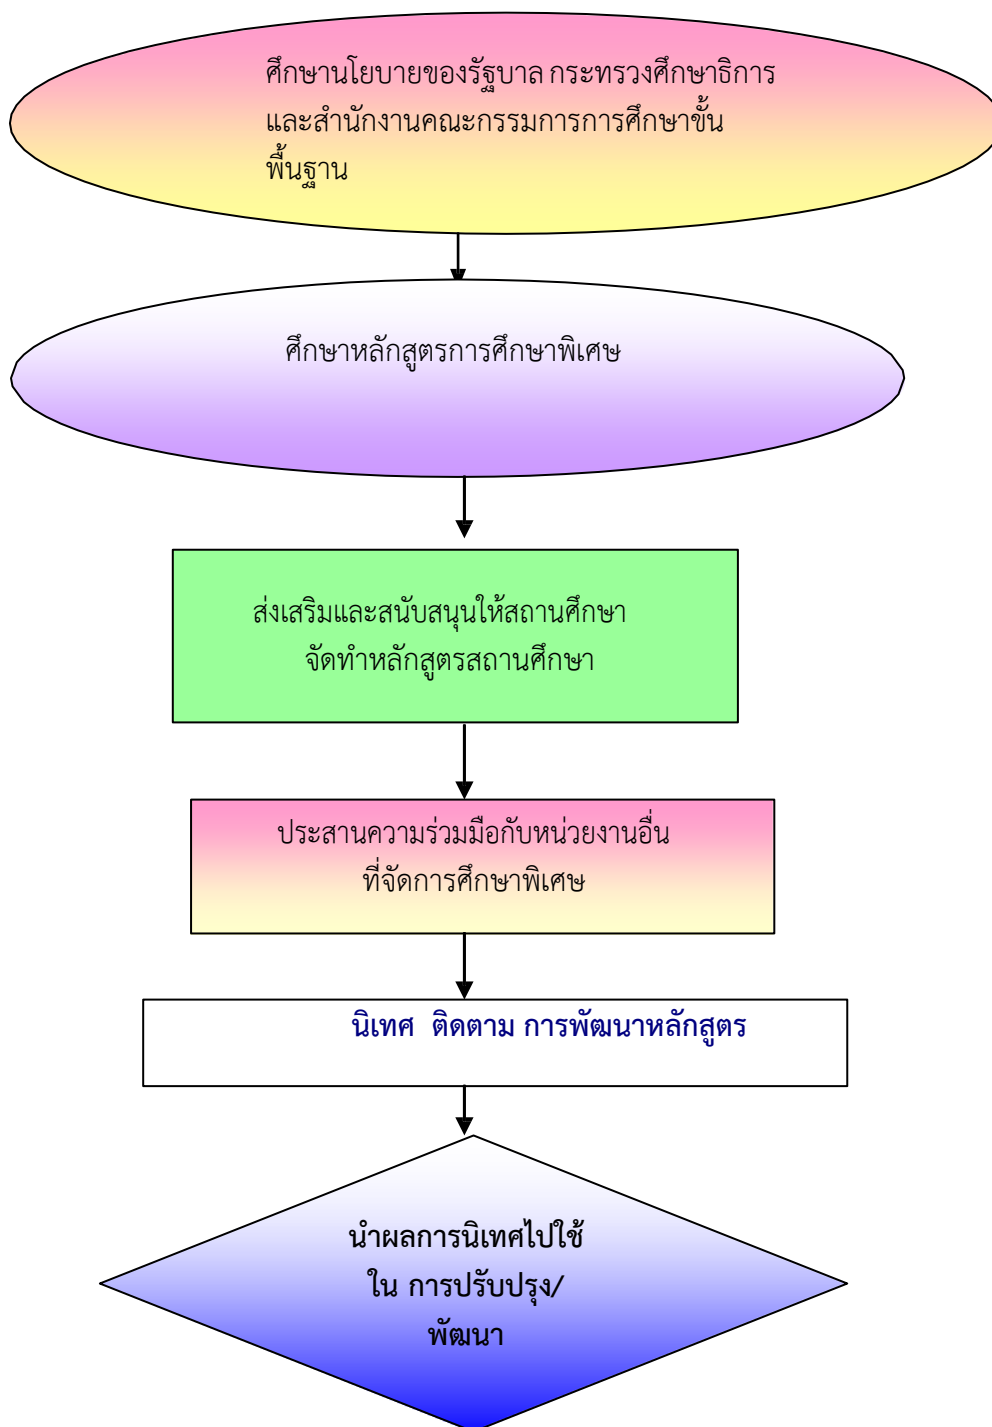 ศึกษานโยบายของรัฐบาล กระทรวงศึกษาธิการ
และสำนักงานคณะกรรมการการศึกษาขั้น
พื้นฐาน
ศึกษาหลักสูตรการศึกษาพิเศษ
ส่งเสริมและสนับสนุนให้สถานศึกษา
จัดทำหลักสูตรสถานศึกษา
ประสานความร่วมมือกับหน่วยงานอื่น
ที่จัดการศึกษาพิเศษ
นิเทศ ติดตาม การพัฒนาหลักสูตร
นำผลการนิเทศไปใช้
ใน การปรับปรุง/
พัฒนา